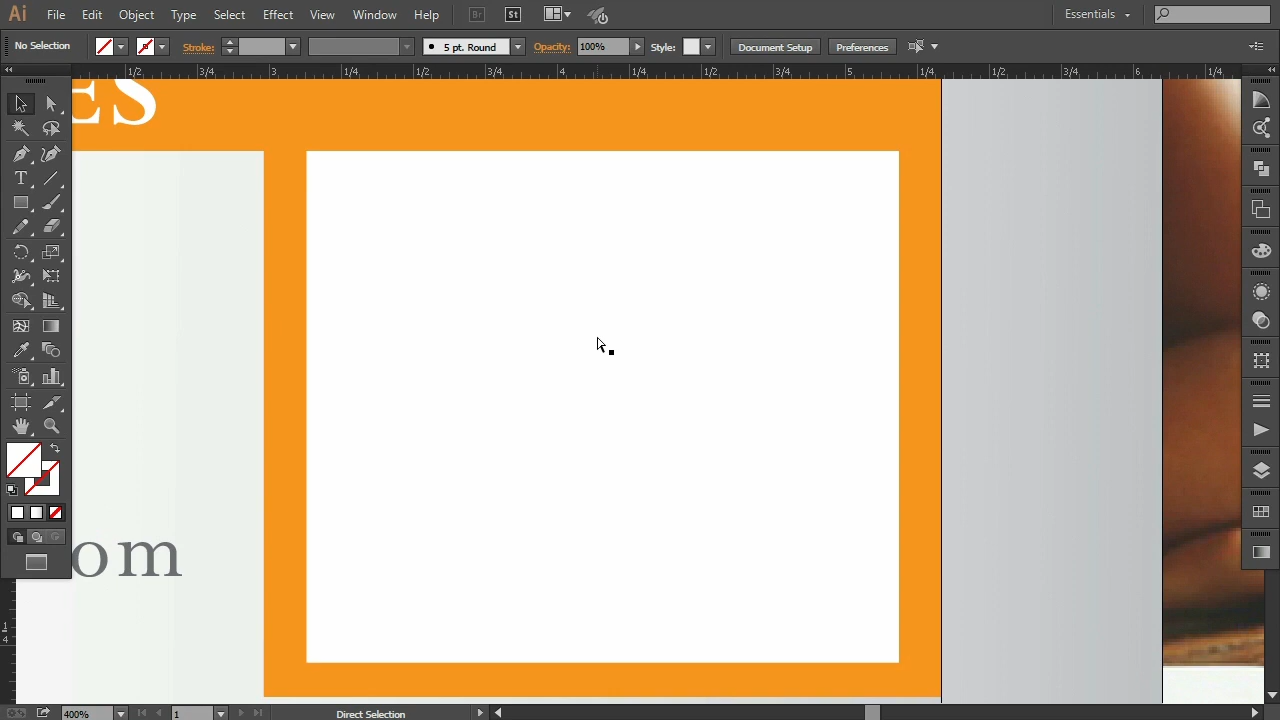 Ai File Edit Object Type Select Effect View Window Help Br St Essentials
No Selection Stroke: 5 pt. Round Opacity: 100% Style: Document Setup Preferences
1/2 3/4 3 1/4 1/2 3/4 4 1/4 1/2 3/4 5 1/4 1/2 3/4 6 1/4
ES
T
om
1
4
400% 1 Direct Selection